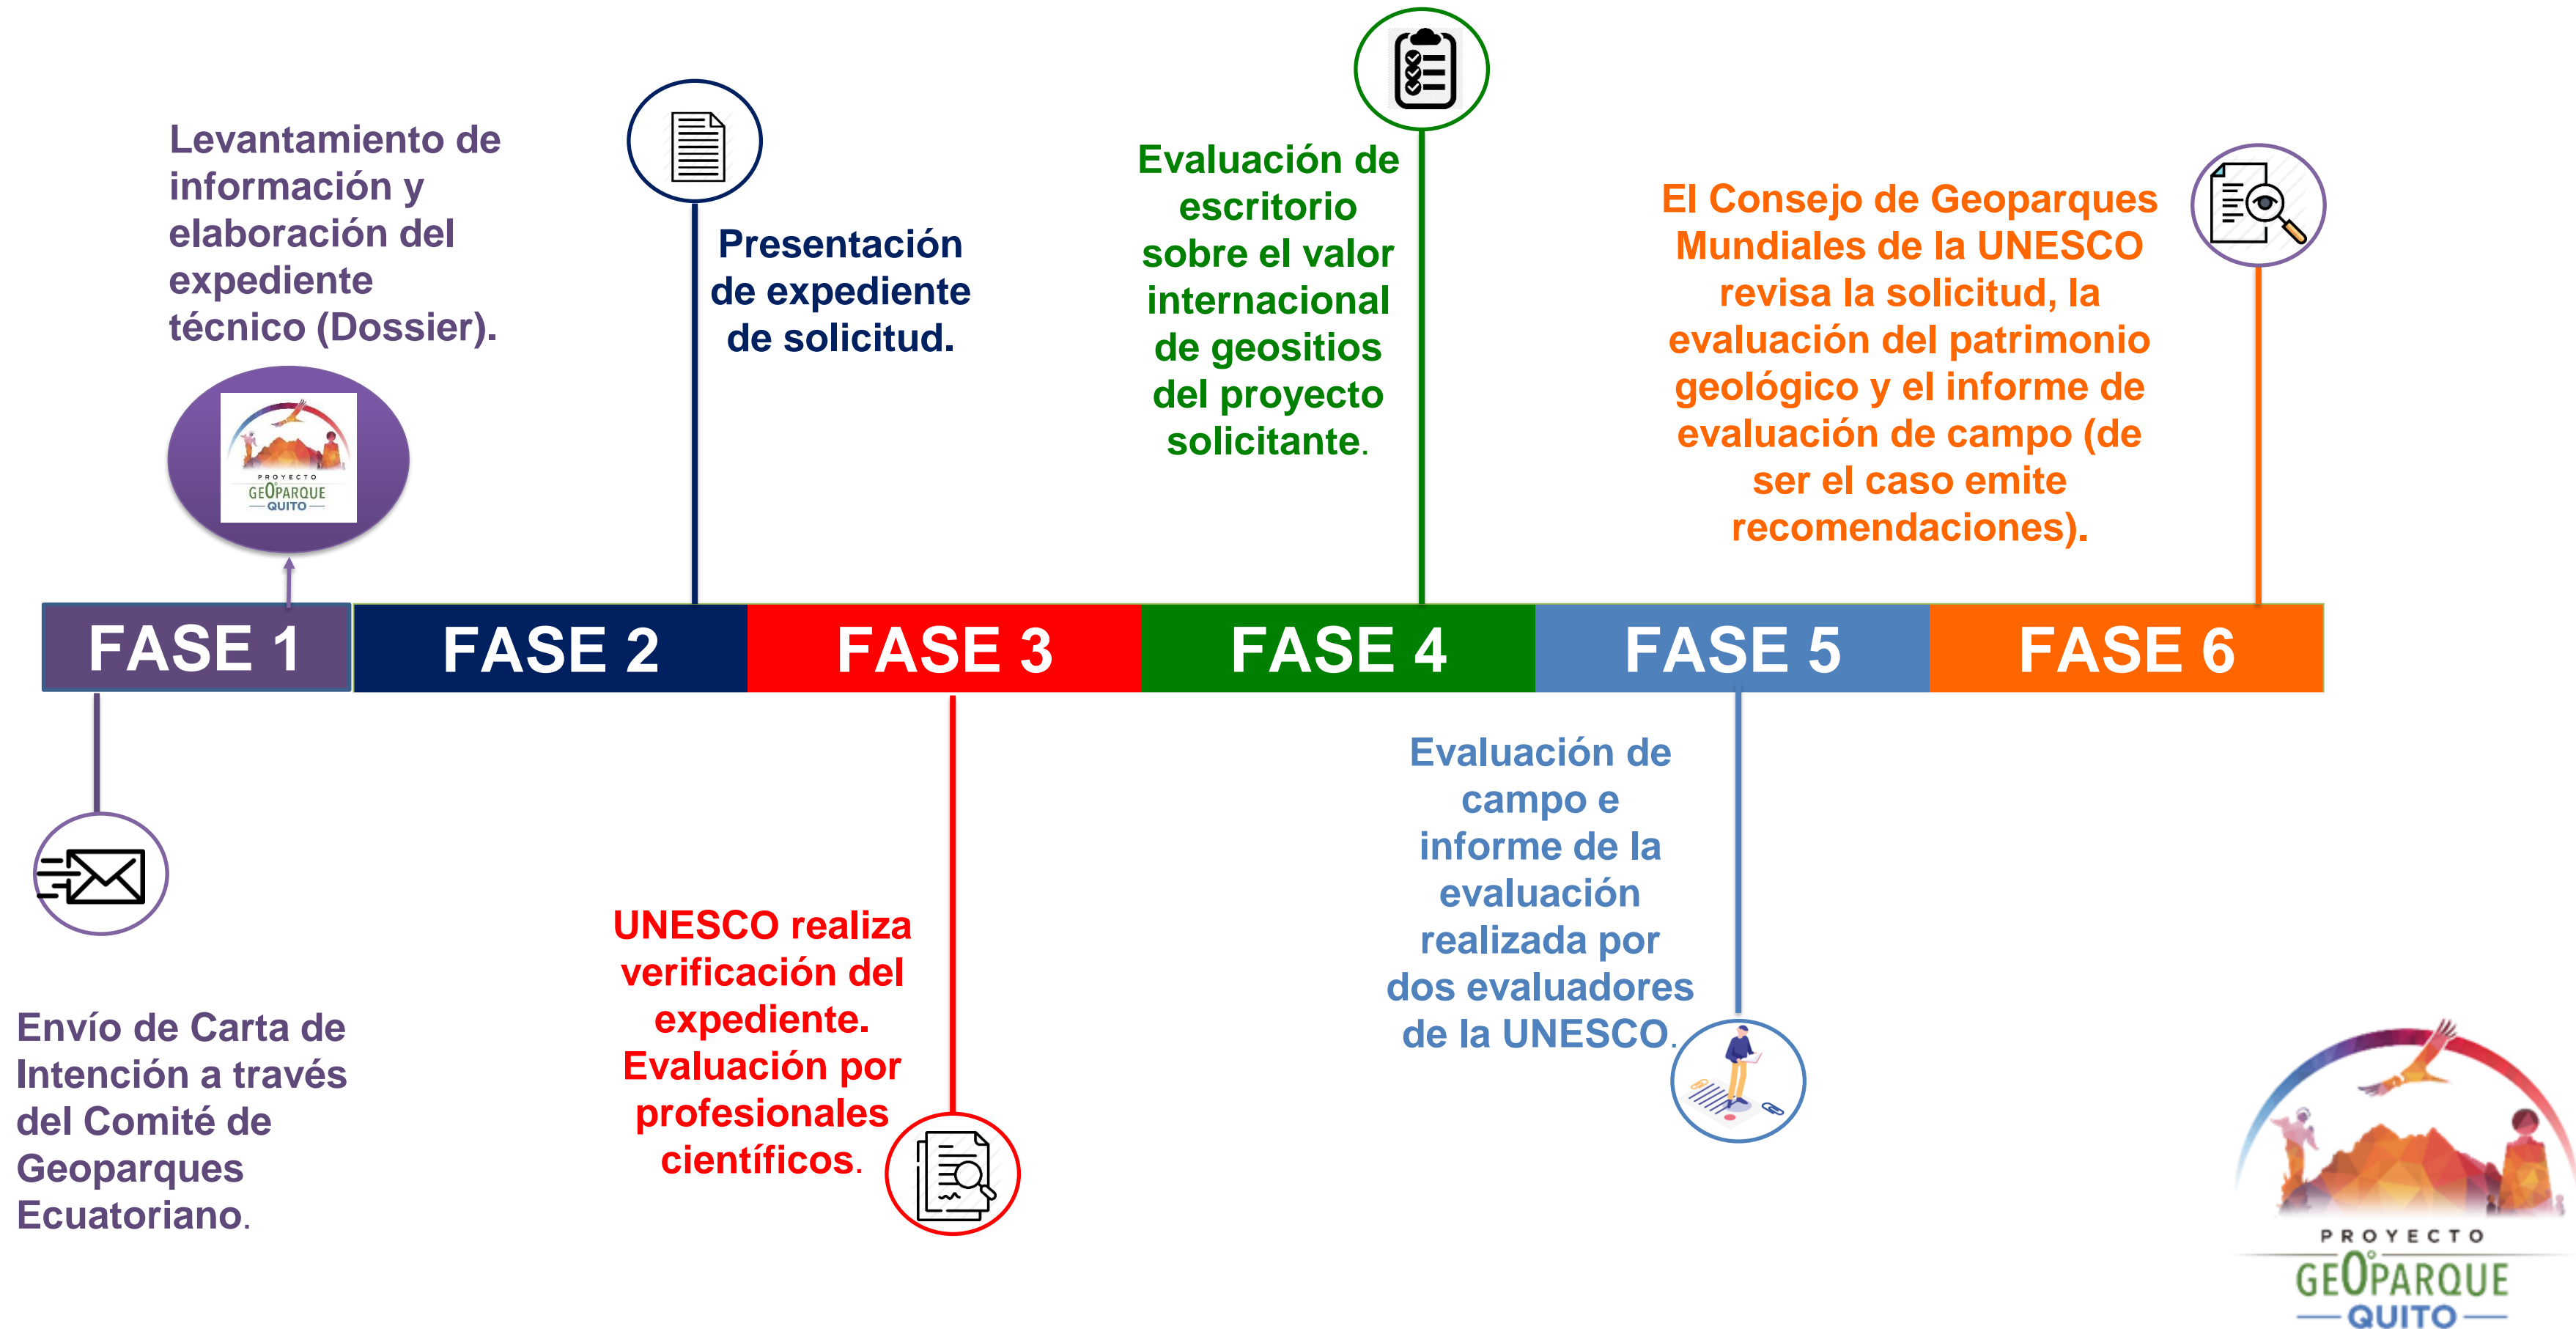 Levantamiento de
información y
elaboración del
expediente
técnico (Dossier).
PROYECTO
GEOPARQUE
QUITO
Presentación
de expediente
de solicitud.
Evaluación de
escritorio
sobre el valor
internacional
de geositios
del proyecto
solicitante.
El Consejo de Geoparques
Mundiales de la UNESCO
revisa la solicitud, la
evaluación del patrimonio
geológico y el informe de
evaluación de campo (de
ser el caso emite
recomendaciones).
FASE 1
FASE 2
FASE 3
FASE 4
FASE 5
FASE 6
Envío de Carta de
Intención a través
del Comité de
Geoparques
Ecuatoriano.
UNESCO realiza
verificación del
expediente.
Evaluación por
profesionales
científicos.
Evaluación de
campo e
informe de la
evaluación
realizada por
dos evaluadores
de la UNESCO.
PROYECTO
GEOPARQUE
QUITO